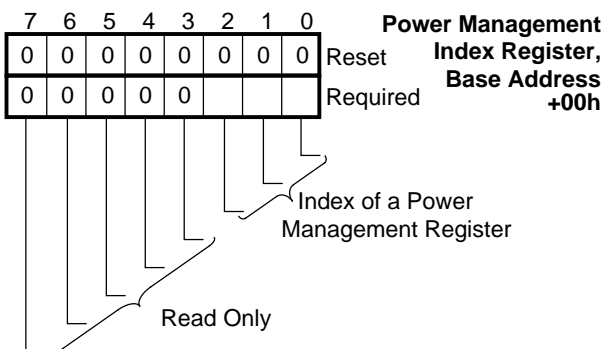 7 6 5 4 3 2 1 0
Power Management
Index Register,
Base Address
+00h
0 0 0 0 0 0 0 0 Reset
0 0 0 0 0 Required
Index of a Power
Management Register
Read Only